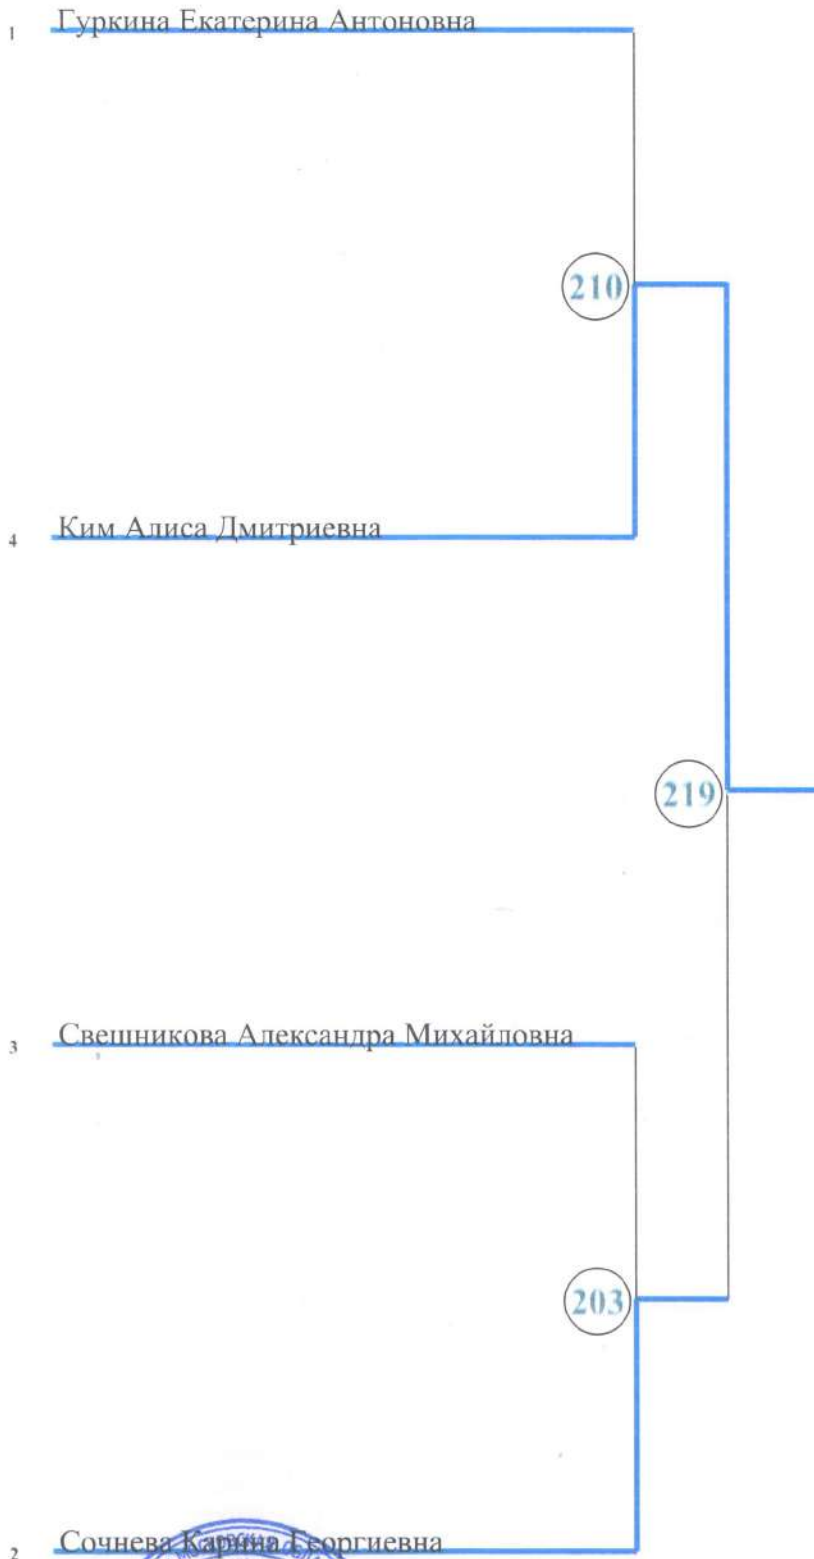 1 Гуркина Екатерина Антоновна
210
4 Ким Алиса Дмитриевна
219
3 Свешникова Александра Михайловна
203
2 Сочнева Карина Георгиевна